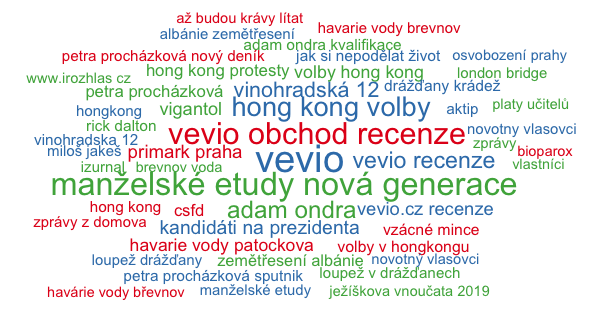 až budou krávy lítat
albánie zemětřesení havarie vody brevnov
adam ondra kvalifikace
petra procházková nový deník jak si nepodělat život osvobození prahy
www.irozhlas cz hong kong protesty volby hong kong london bridge
petra procházková vinohradská 12 drážďany krádež
hongkong vigantol hong kong volby aktip platy učitelů
rick dalton vevio obchod recenze novotny vlasovci
vinohradska 12 zprávy
miloš jakeš primark praha vevio vevio recenze bioparox
izurnal brevnov voda vlastníci
manželské etudy nová generace
hong kong csfd adam ondra vevio.cz recenze
zprávy z domova kandidáti na prezidenta vzácné mince
havarie vody patockova volby v hongkongu
loupež drážďany zemětřesení albánie novotný vlasovci
petra procházková sputnik loupež v drážďanech
havárie vody břevnov manželské etudy ježíškova vnoučata 2019